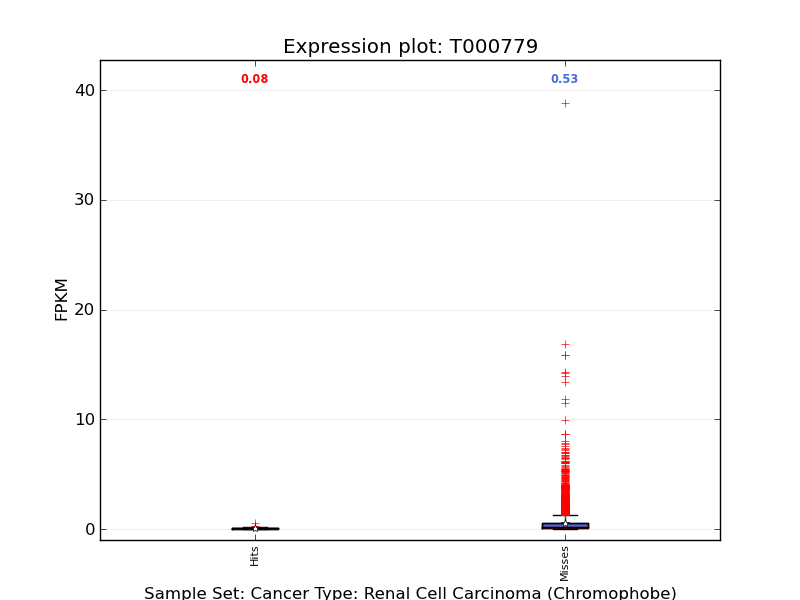 Expression plot: T000779
0.08
0.53
40
30
20
10
0
FPKM
Hits
Misses
Sample Set: Cancer Type: Renal Cell Carcinoma (Chromophobe)